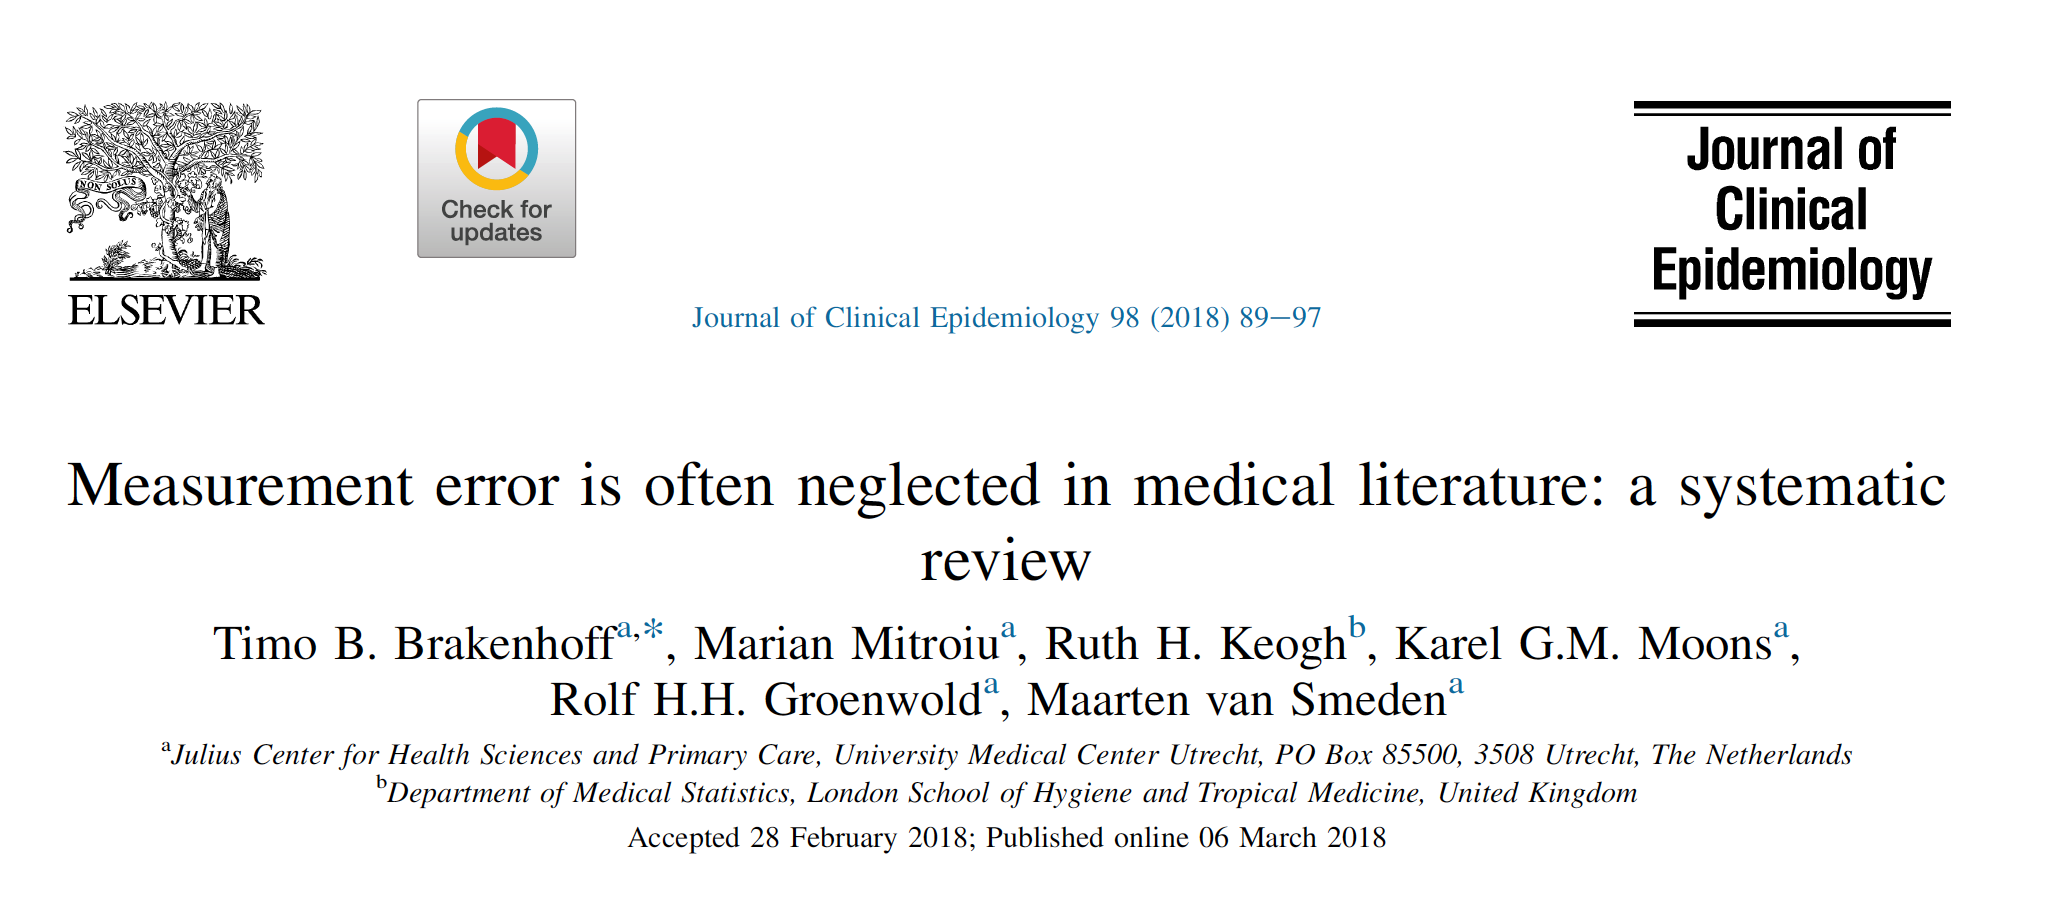 NON SOLUS
ELSEVIER
Check for
updates
Journal of
Clinical
Epidemiology
Journal of Clinical Epidemiology 98 (2018) 89–97
Measurement error is often neglected in medical literature: a systematic
review
Timo B. Brakenhoffa,*, Marian Mitroiua, Ruth H. Keoghb, Karel G.M. Moonsa,
Rolf H.H. Groenwolda, Maarten van Smedena
aJulius Center for Health Sciences and Primary Care, University Medical Center Utrecht, PO Box 85500, 3508 Utrecht, The Netherlands
bDepartment of Medical Statistics, London School of Hygiene and Tropical Medicine, United Kingdom
Accepted 28 February 2018; Published online 06 March 2018